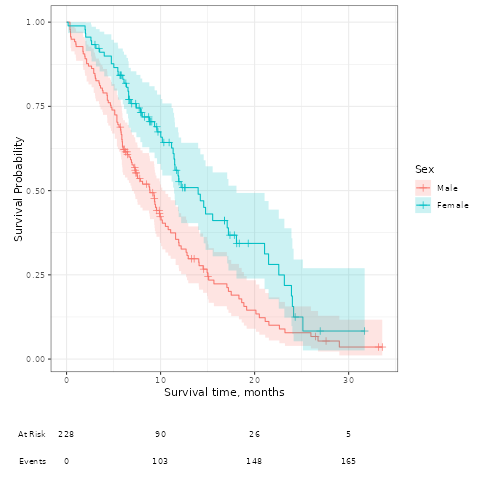 1.00
0.75
0.50
0.25
0.00
Survival Probability
0 10 20 30
Survival time, months
Sex
Male
Female
At Risk 228 90 26 5
Events 0 103 148 165